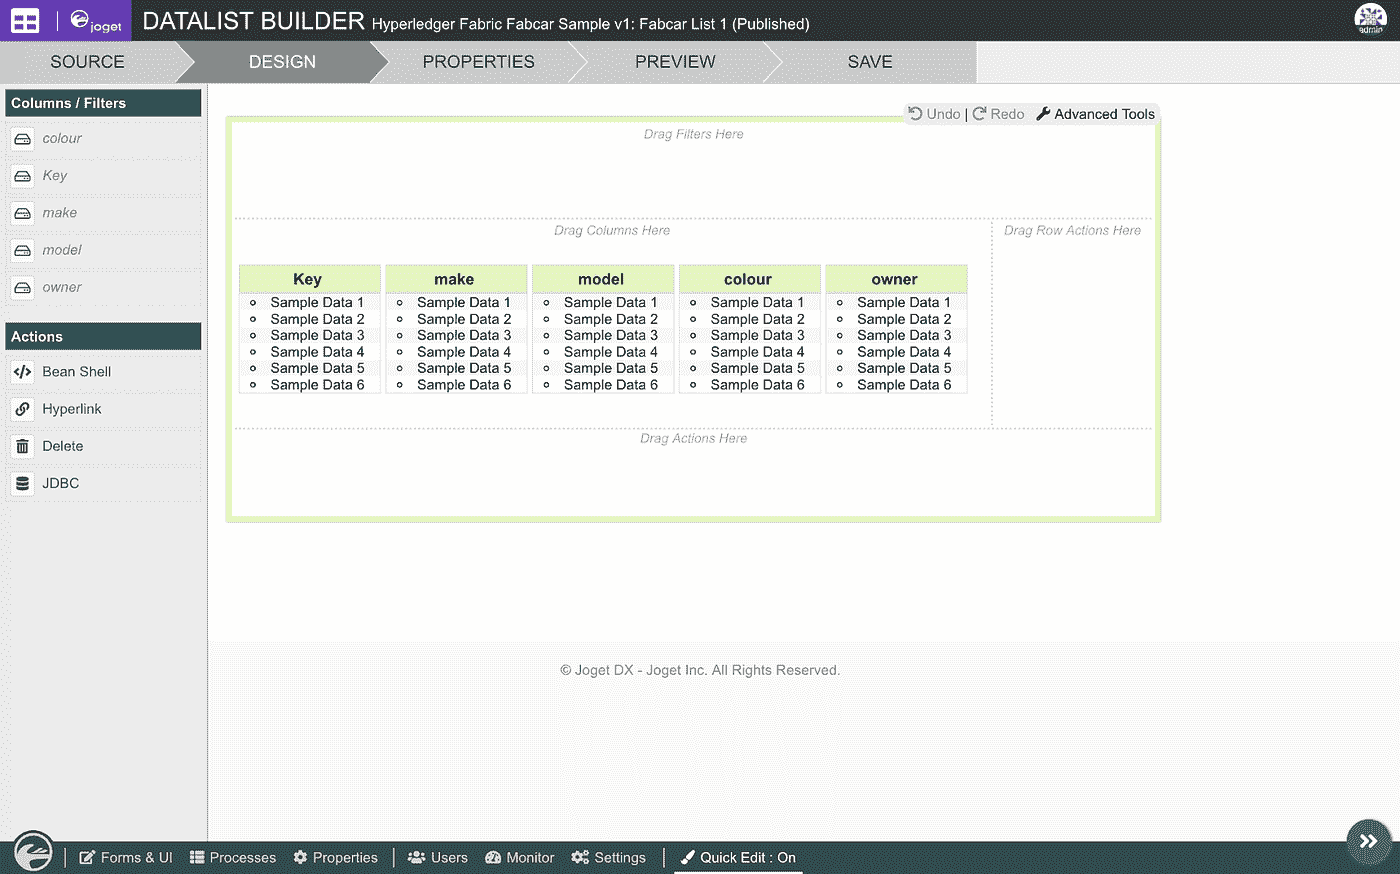 joget DATALIST BUILDER Hyperledger Fabric Fabcar Sample v1: Fabcar List 1 (Published) admin
SOURCE DESIGN PROPERTIES PREVIEW SAVE
Columns / Filters
colour
Key
make
model
owner
Actions
Bean Shell
Hyperlink
Delete
JDBC
Undo | Redo Advanced Tools
Drag Filters Here
Drag Columns Here
Drag Row Actions Here
Key make model colour owner
Sample Data 1 Sample Data 1 Sample Data 1 Sample Data 1 Sample Data 1
Sample Data 2 Sample Data 2 Sample Data 2 Sample Data 2 Sample Data 2
Sample Data 3 Sample Data 3 Sample Data 3 Sample Data 3 Sample Data 3
Sample Data 4 Sample Data 4 Sample Data 4 Sample Data 4 Sample Data 4
Sample Data 5 Sample Data 5 Sample Data 5 Sample Data 5 Sample Data 5
Sample Data 6 Sample Data 6 Sample Data 6 Sample Data 6 Sample Data 6
Drag Actions Here
© Joget DX - Joget Inc. All Rights Reserved.
Forms & UI Processes Properties Users Monitor Settings Quick Edit : On